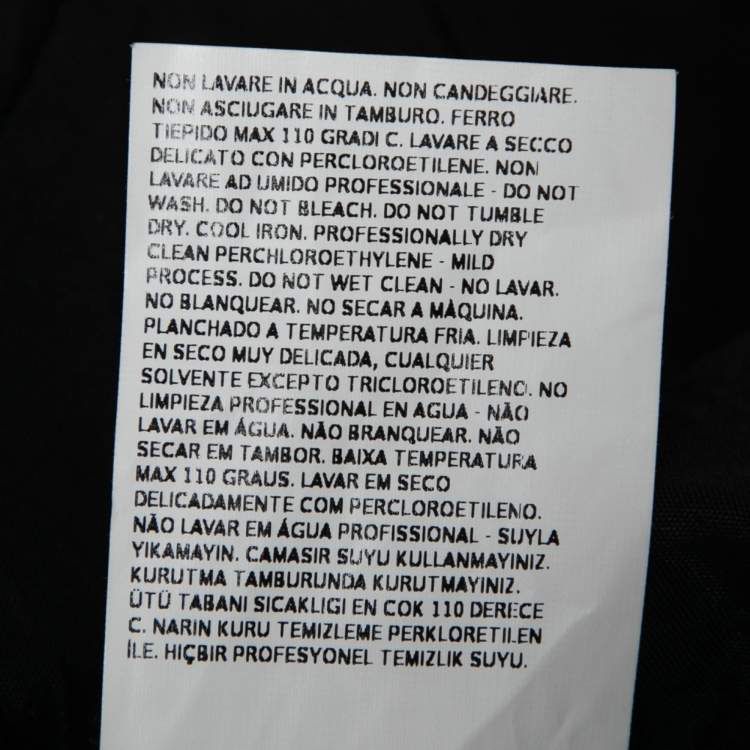 NON LAVARE IN ACQUA. NON CANDEGGIARE.
NON ASCIUGARE IN TAMBURO. FERRO
TIEPIDO MAX 110 GRADI C. LAVARE A SECCO
DELICATO CON PERCLOROETILENE. NON
LAVARE AD UMIDO PROFESSIONALE - DO NOT
WASH. DO NOT BLEACH. DO NOT TUMBLE
DRY. COOL IRON. PROFESSIONALLY DRY
CLEAN PERCHLOROETHYLENE - MILD
PROCESS. DO NOT WET CLEAN - NO LAVAR.
NO BLANQUEAR. NO SECAR A MÀQUINA.
PLANCHADO A TEMPERATURA FRIA. LIMPIEZA
EN SECO MUY DELICADA, CUALQUIER
SOLVENTE EXCEPTO TRICLOROETILENO. NO
LIMPIEZA PROFESSIONAL EN AGUA - NÃO
LAVAR EM ÁGUA. NÃO BRANQUEAR. NÃO
SECAR EM TAMBOR. BAIXA TEMPERATURA
MAX 110 GRAUS. LAVAR EM SECO
DELICADAMENTE COM PERCLOROETILENO.
NÃO LAVAR EM ÁGUA PROFISSIONAL - SUYLA
YIKAMAYIN. CAMASIR SUYU KULLANMAYINIZ.
KURUTMA TAMBURUNDA KURUTMAYINIZ.
ÜTÜ TABANI SICAKLIGI EN COK 110 DERECE
C. NARIN KURU TEMIZLEME PERKLORETILEN
İLE. HIÇBIR PROFESYONEL TEMIZLIK SUYU.